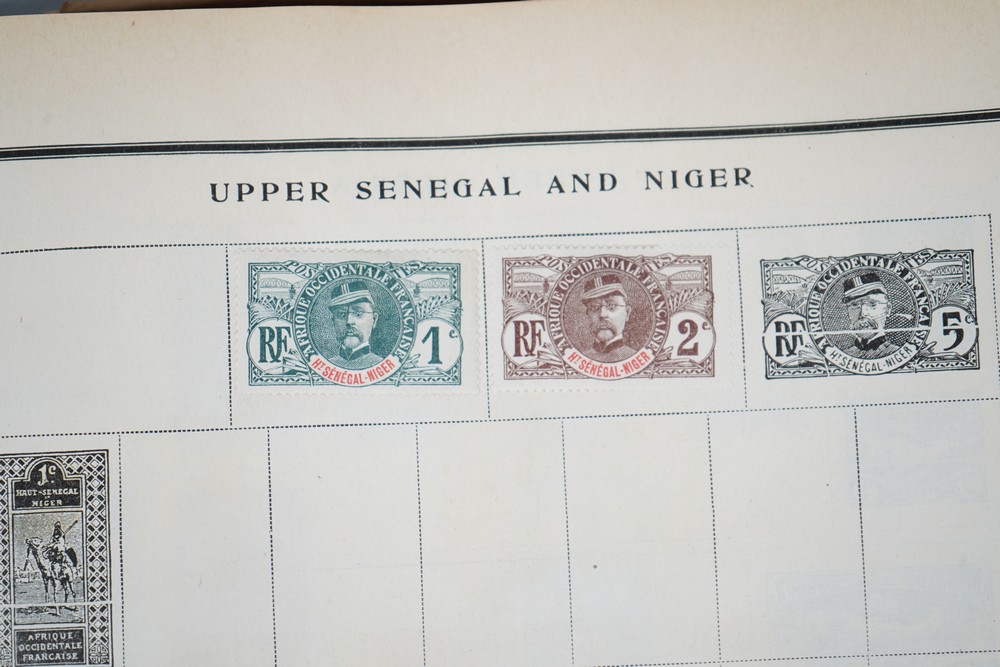 UPPER SENEGAL AND NIGER
POSTES
AFRIQUE OCCIDENTALE FRANÇAISE
RF
1c
HT SÉNÉGAL-NIGER
POSTES
AFRIQUE OCCIDENTALE FRANÇAISE
RF
2c
HT SÉNÉGAL-NIGER
POSTES
AFRIQUE OCCIDENTALE FRANÇAISE
RF
5c
HT SÉNÉGAL-NIGER
1c
HAUT-SENEGAL
ET
NIGER
AFRIQUE
OCCIDENTALE
FRANÇAISE